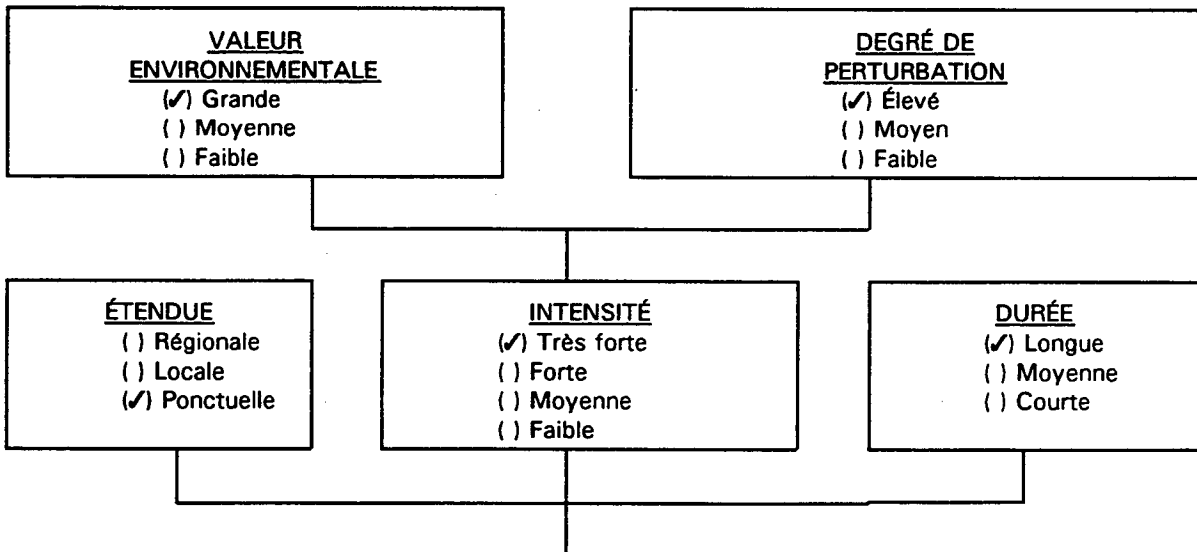 VALEUR
ENVIRONNEMENTALE
(✓) Grande
( ) Moyenne
( ) Faible
DEGRÉ DE
PERTURBATION
(✓) Élevé
( ) Moyen
( ) Faible
ÉTENDUE
( ) Régionale
( ) Locale
(✓) Ponctuelle
INTENSITÉ
(✓) Très forte
( ) Forte
( ) Moyenne
( ) Faible
DURÉE
(✓) Longue
( ) Moyenne
( ) Courte